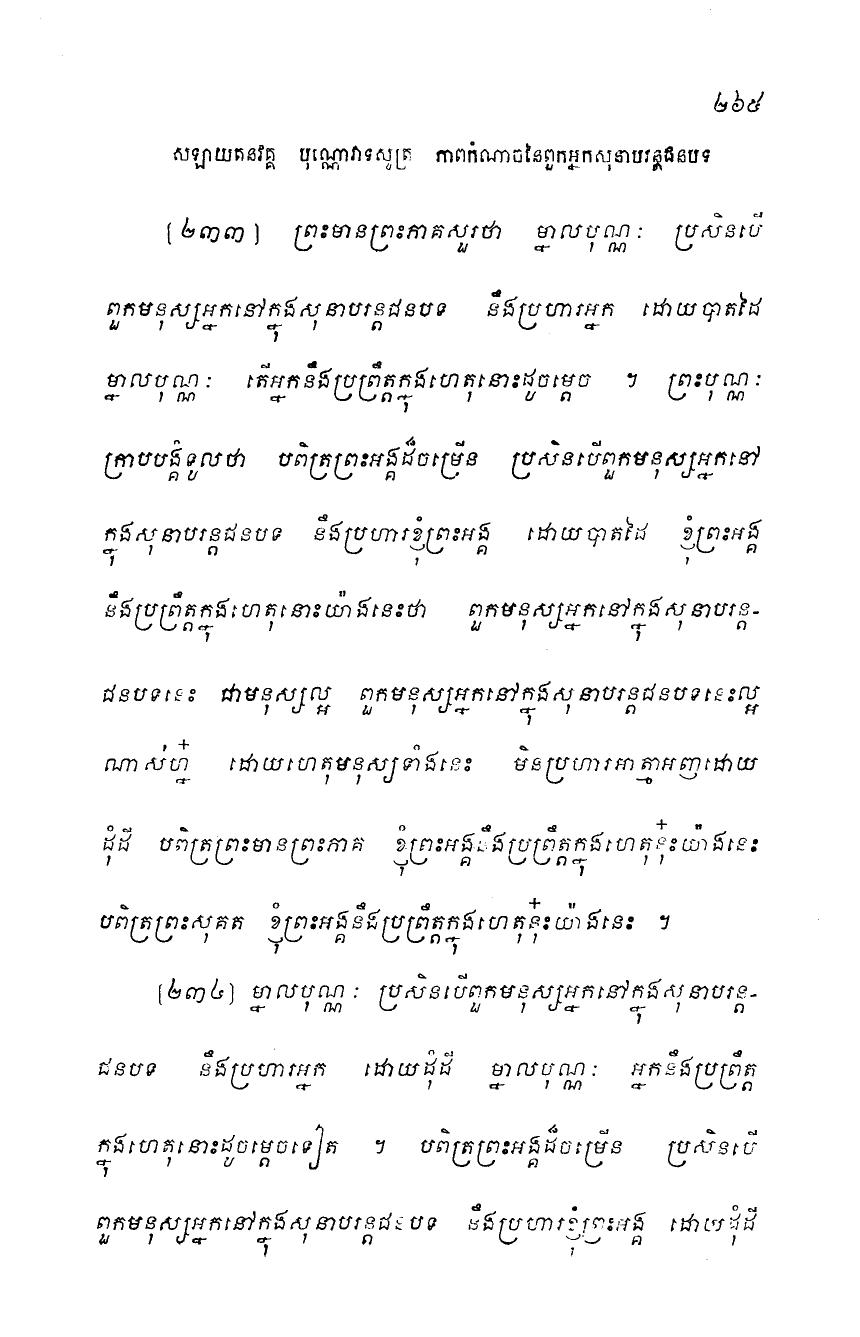 ២៦៥
សឡាយតនវគ្គ បុណ្ណោវាទសូត្រ ភាពកំណាចនៃពួកអ្នកសុនាបរន្តជនបទ
[២៣៣] ព្រះមានព្រះភាគសួរថា ម្នាលបុណ្ណៈ ប្រសិនបើ
ពួកមនុស្សអ្នកនៅក្នុងសុនាបរន្តជនបទ នឹងប្រហារអ្នក ដោយបាតដៃ
ម្នាលបុណ្ណៈ តើអ្នកនឹងប្រព្រឹត្តក្នុងហេតុនោះដូចម្តេច ។ ព្រះបុណ្ណៈ
ក្រាបបង្គំទូលថា បពិត្រព្រះអង្គដ៏ចម្រើន ប្រសិនបើពួកមនុស្សអ្នកនៅ
ក្នុងសុនាបរន្តជនបទ នឹងប្រហារខ្ញុំព្រះអង្គ ដោយបាតដៃ ខ្ញុំព្រះអង្គ
នឹងប្រព្រឹត្តក្នុងហេតុនោះយ៉ាងនេះថា ពួកមនុស្សអ្នកនៅក្នុងសុនាបរន្ត-
ជនបទនេះ ជាមនុស្សល្អ ពួកមនុស្សអ្នកនៅក្នុងសុនាបរន្តជនបទនេះល្អ
ណាស់ហ្ន៎ ដោយហេតុមនុស្សទាំងនេះ មិនប្រហារអាត្មាអញដោយ
ដុំដី បពិត្រព្រះមានព្រះភាគ ខ្ញុំព្រះអង្គនឹងប្រព្រឹត្តក្នុងហេតុនុ៎ះយ៉ាងនេះ
បពិត្រព្រះសុគត ខ្ញុំព្រះអង្គនឹងប្រព្រឹត្តក្នុងហេតុនុ៎ះយ៉ាងនេះ ។
[២៣៤] ម្នាលបុណ្ណៈ ប្រសិនបើពួកមនុស្សអ្នកនៅក្នុងសុនាបរន្ត-
ជនបទ នឹងប្រហារអ្នក ដោយដុំដី ម្នាលបុណ្ណៈ អ្នកនឹងប្រព្រឹត្ត
ក្នុងហេតុនោះដូចម្តេចទៀត ។ បពិត្រព្រះអង្គដ៏ចម្រើន ប្រសិនបើ
ពួកមនុស្សអ្នកនៅក្នុងសុនាបរន្តជនបទ នឹងប្រហារខ្ញុំព្រះអង្គ ដោយដុំដី